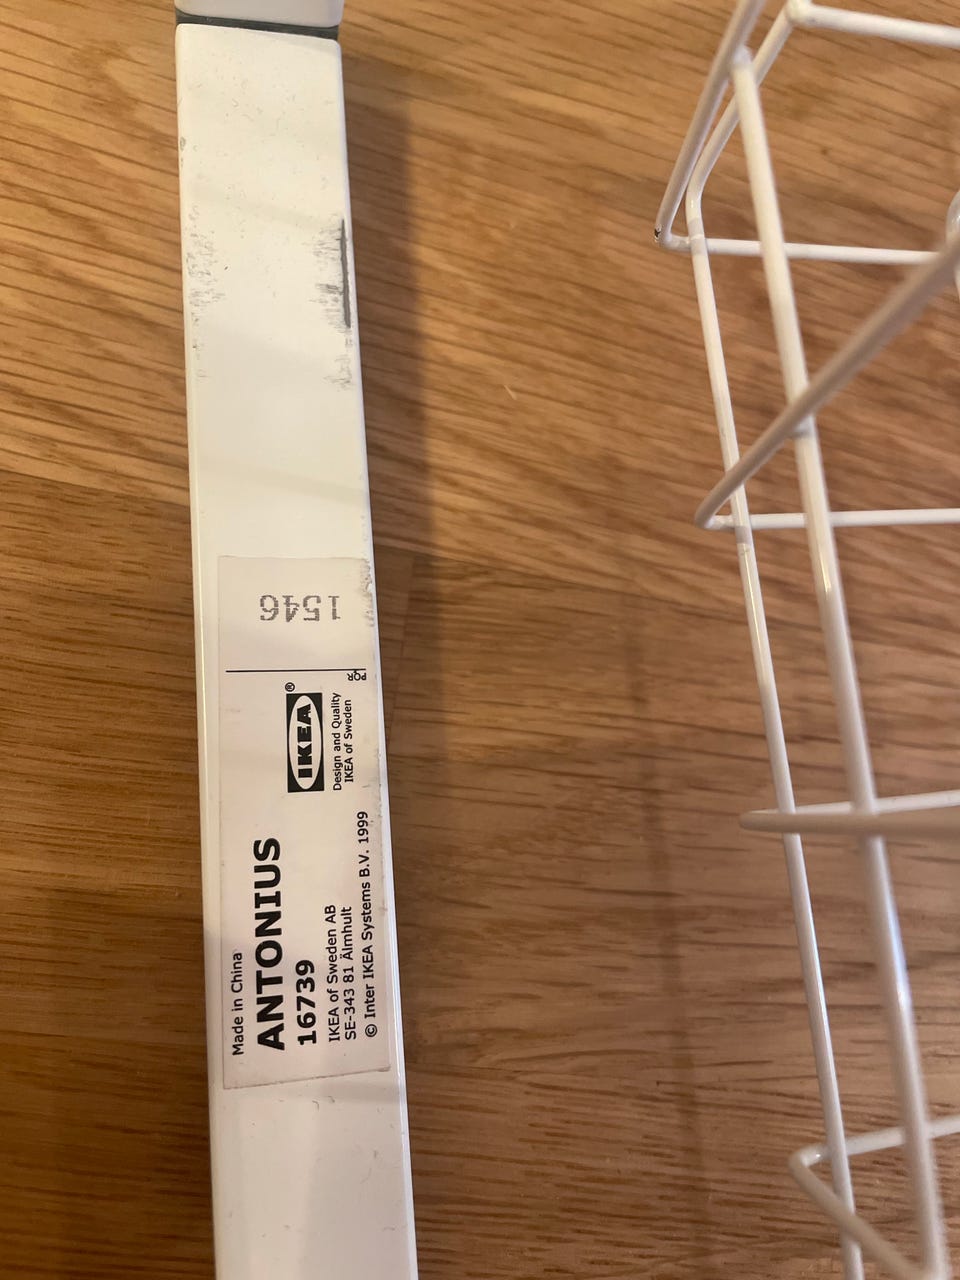 Made in China
ANTONIUS
16739
IKEA of Sweden AB
SE-343 81 Älmhult
© Inter IKEA Systems B.V. 1999
IKEA®
Design and Quality
IKEA of Sweden
1546